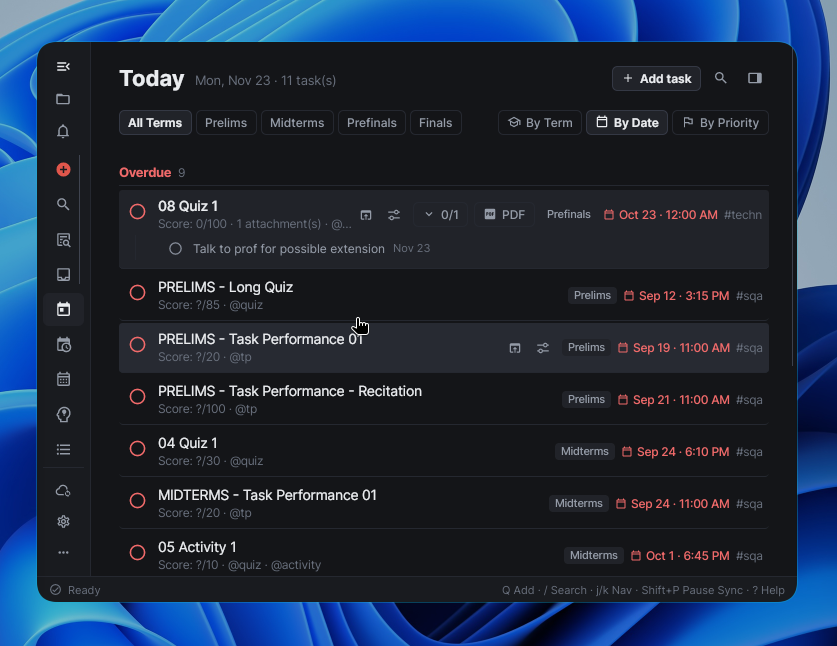 Today Mon, Nov 23 · 11 task(s) + Add task
All Terms Prelims Midterms Prefinals Finals By Term By Date By Priority
Overdue 9
08 Quiz 1
Score: 0/100 · 1 attachment(s) · @... 0/1 PDF Prefinals Oct 23 · 12:00 AM #techn
Talk to prof for possible extension Nov 23
PRELIMS - Long Quiz
Score: ?/85 · @quiz Prelims Sep 12 · 3:15 PM #sqa
PRELIMS - Task Performance 01
Score: ?/20 · @tp Prelims Sep 19 · 11:00 AM #sqa
PRELIMS - Task Performance - Recitation
Score: ?/100 · @tp Prelims Sep 21 · 11:00 AM #sqa
04 Quiz 1
Score: ?/30 · @quiz Midterms Sep 24 · 6:10 PM #sqa
MIDTERMS - Task Performance 01
Score: ?/20 · @tp Midterms Sep 24 · 11:00 AM #sqa
05 Activity 1
Score: ?/10 · @quiz · @activity Midterms Oct 1 · 6:45 PM #sqa
Ready Q Add · / Search · j/k Nav · Shift+P Pause Sync · ? Help